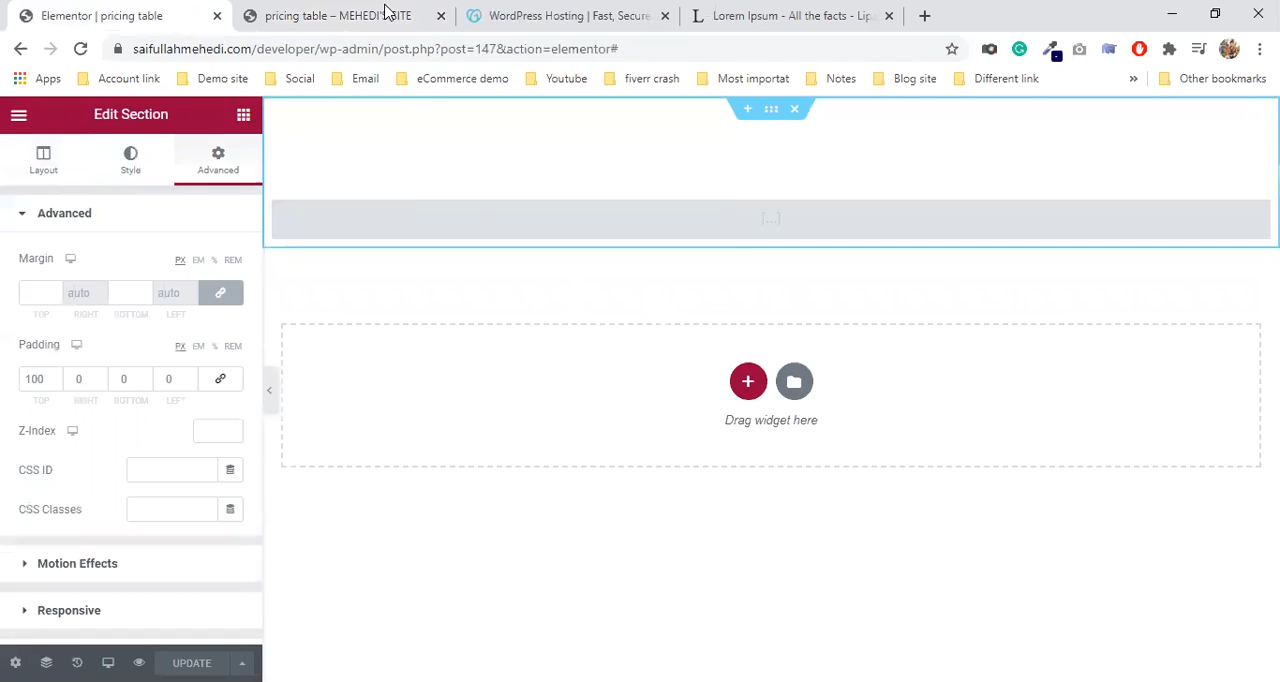 Elementor | pricing table
pricing table – MEHEDI'S SITE
WordPress Hosting | Fast, Secure
Lorem Ipsum - All the facts - Lip
saifullahmehedi.com/developer/wp-admin/post.php?post=147&action=elementor#
Apps Account link Demo site Social Email eCommerce demo Youtube fiverr crash Most importat Notes Blog site Different link » Other bookmarks
Edit Section
Layout Style Advanced
Advanced
Margin PX EM % REM
auto auto
TOP RIGHT BOTTOM LEFT
Padding PX EM % REM
100 0 0 0
TOP RIGHT BOTTOM LEFT
Z-Index
CSS ID
CSS Classes
Motion Effects
Responsive
UPDATE
[...]
Drag widget here